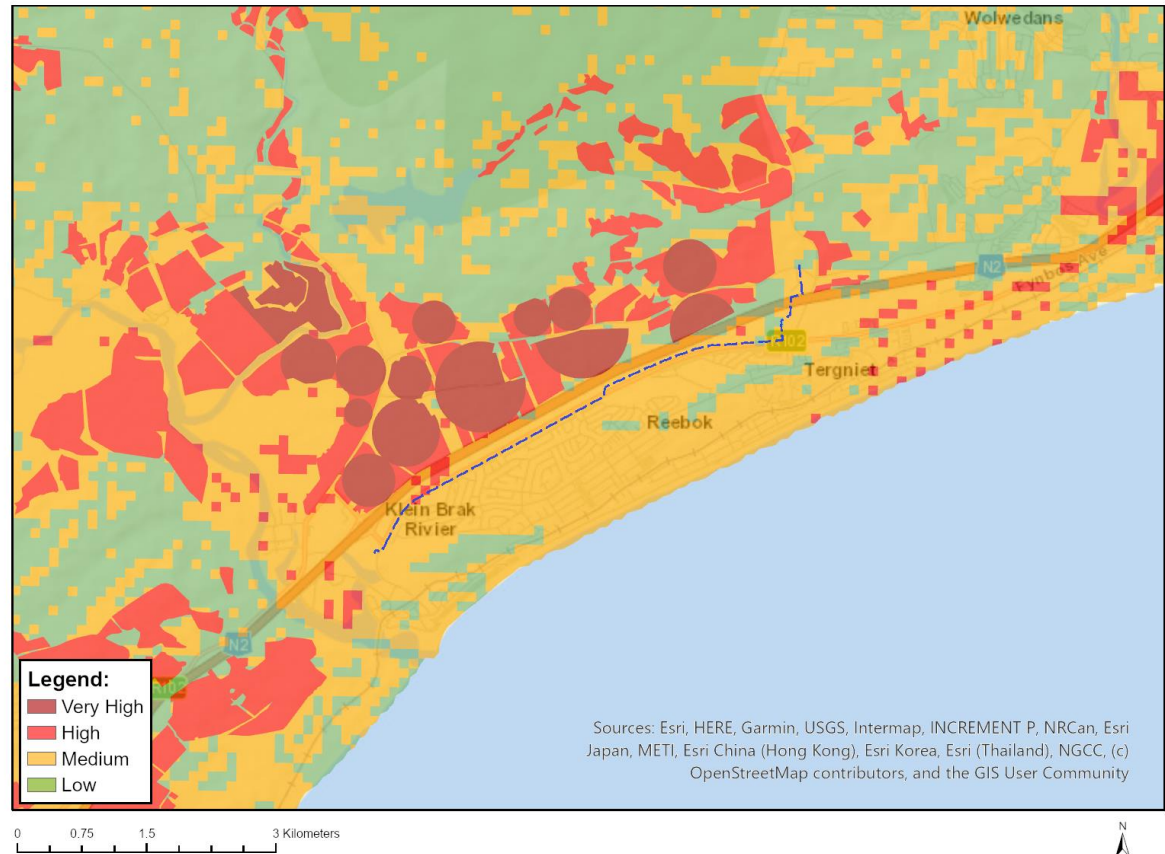 Wolwedans
N2
Fynbos Ave
R102
Tergniet
Reebok
Klein Brak
Rivier
N2
R102
Legend:
Very High
High
Medium
Low
Sources: Esri, HERE, Garmin, USGS, Intermap, INCREMENT P, NRCan, Esri
Japan, METI, Esri China (Hong Kong), Esri Korea, Esri (Thailand), NGCC, (c)
OpenStreetMap contributors, and the GIS User Community
0 0.75 1.5 3 Kilometers
N